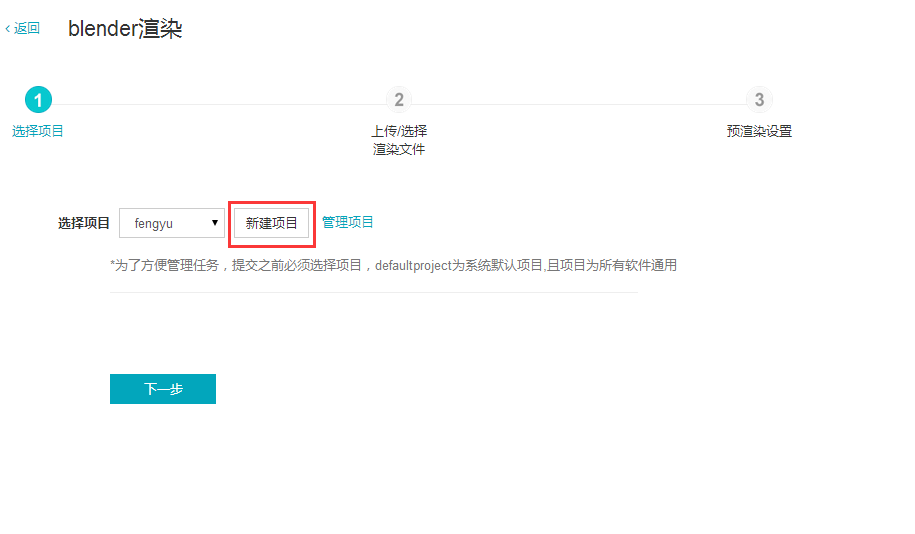 返回
blender渲染
1
2
3
选择项目
上传/选择
渲染文件
预渲染设置
选择项目 fengyu 新建项目 管理项目
*为了方便管理任务，提交之前必须选择项目，defaultproject为系统默认项目,且项目为所有软件通用
下一步